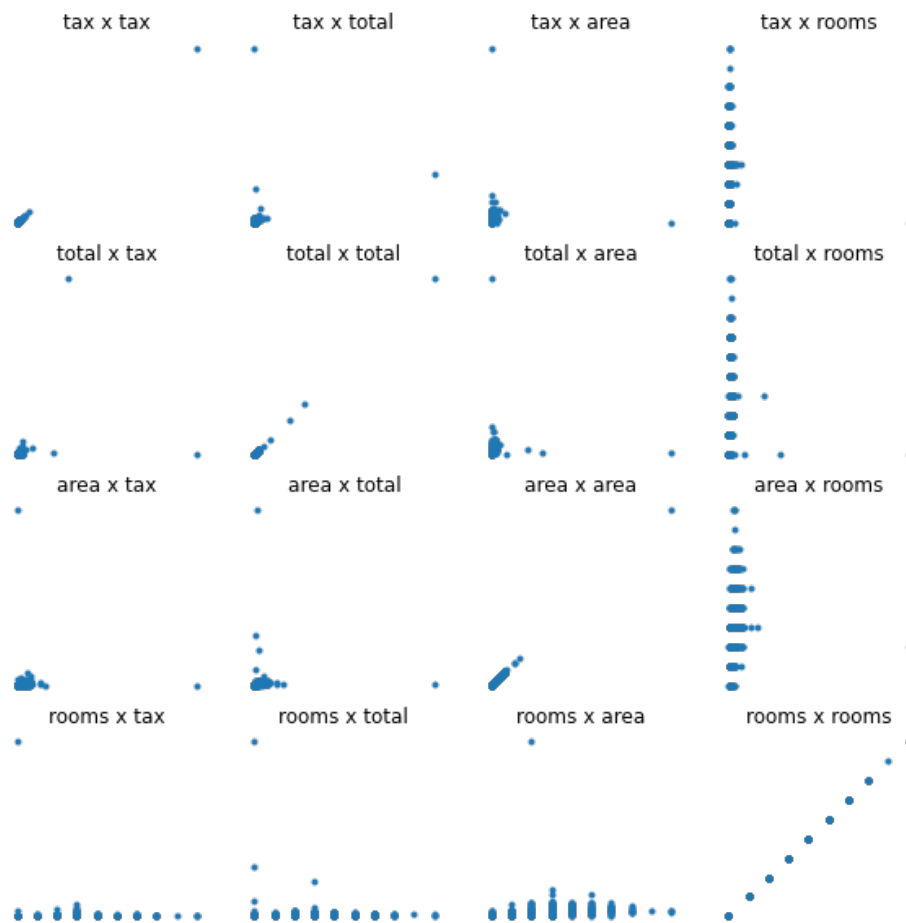 tax x tax
tax x total
tax x area
tax x rooms
total x tax
total x total
total x area
total x rooms
area x tax
area x total
area x area
area x rooms
rooms x tax
rooms x total
rooms x area
rooms x rooms